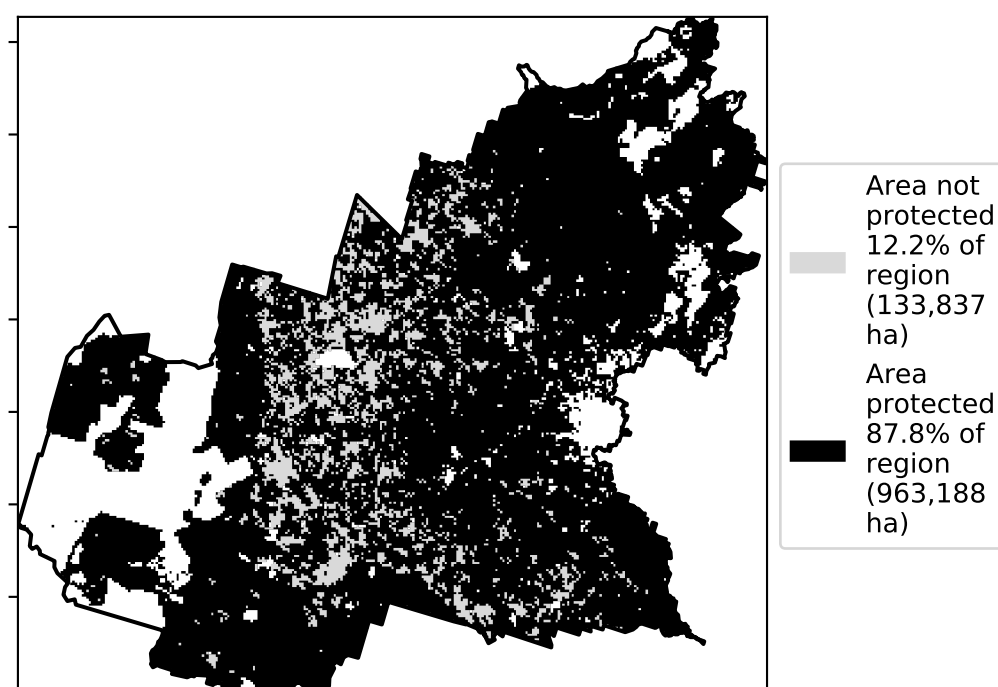 Area not
protected
12.2% of
region
(133,837
ha)
Area
protected
87.8% of
region
(963,188
ha)